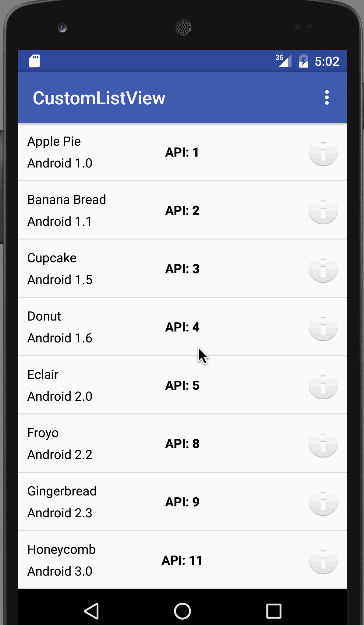 3G 5:02
CustomListView
Apple Pie
Android 1.0
API: 1
Banana Bread
Android 1.1
API: 2
Cupcake
Android 1.5
API: 3
Donut
Android 1.6
API: 4
Eclair
Android 2.0
API: 5
Froyo
Android 2.2
API: 8
Gingerbread
Android 2.3
API: 9
Honeycomb
Android 3.0
API: 11